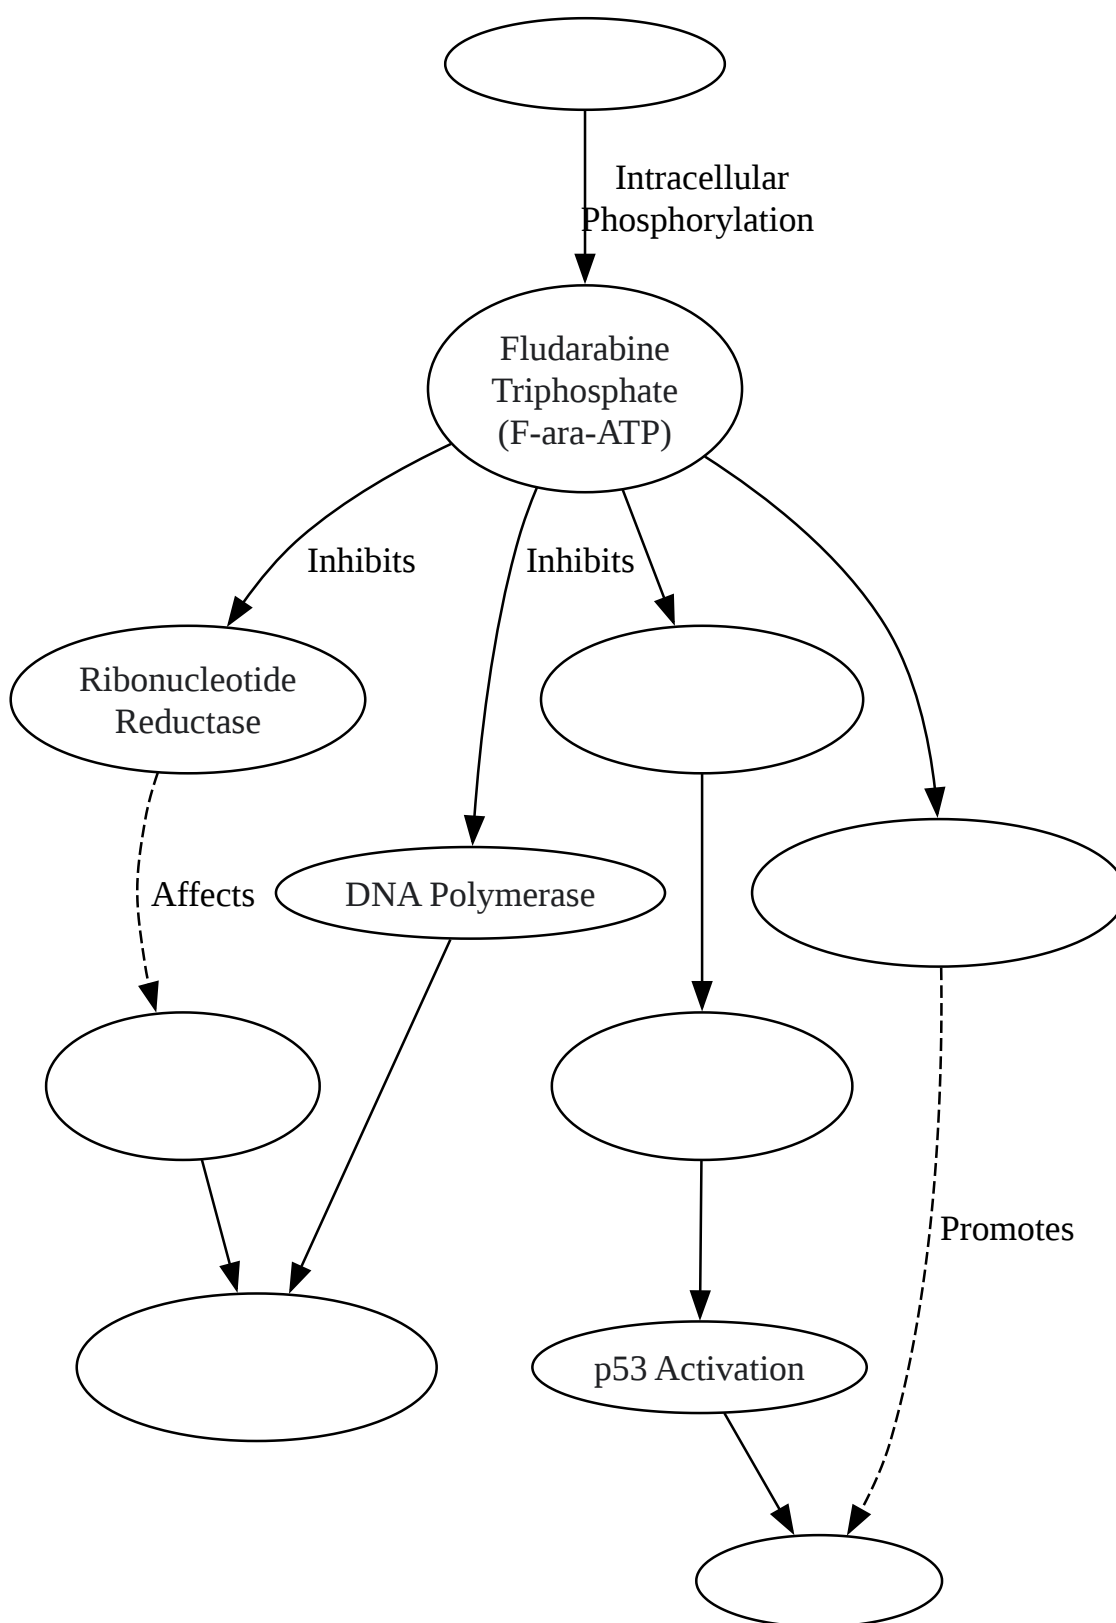 Intracellular
Phosphorylation
Fludarabine
Triphosphate
(F-ara-ATP)
Inhibits
Inhibits
Ribonucleotide
Reductase
Affects
DNA Polymerase
Promotes
p53 Activation